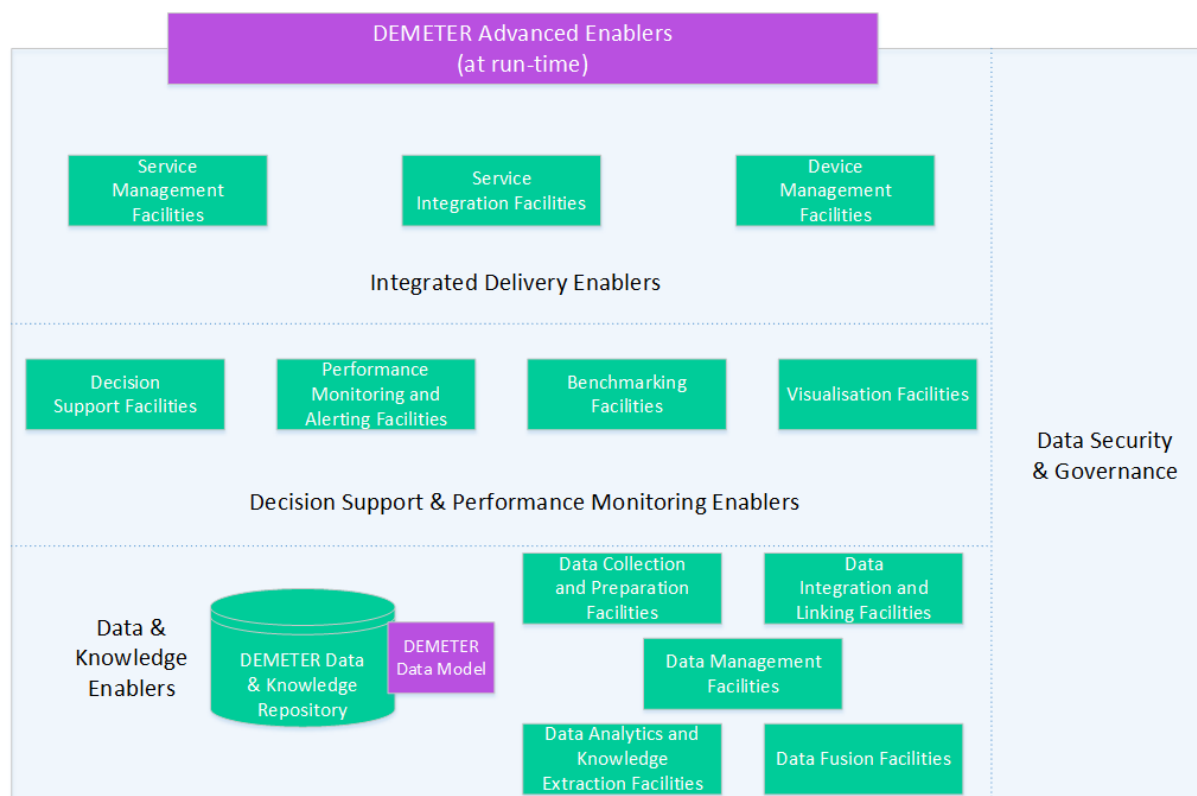 DEMETER Advanced Enablers
(at run-time)
Service
Management
Facilities
Service
Integration Facilities
Device
Management
Facilities
Integrated Delivery Enablers
Decision
Support Facilities
Performance
Monitoring and
Alerting Facilities
Benchmarking
Facilities
Visualisation Facilities
Decision Support & Performance Monitoring Enablers
Data Security
& Governance
Data &
Knowledge
Enablers
DEMETER Data
& Knowledge
Repository
DEMETER
Data Model
Data Collection
and Preparation
Facilities
Data
Integration and
Linking Facilities
Data Management
Facilities
Data Analytics and
Knowledge
Extraction Facilities
Data Fusion Facilities